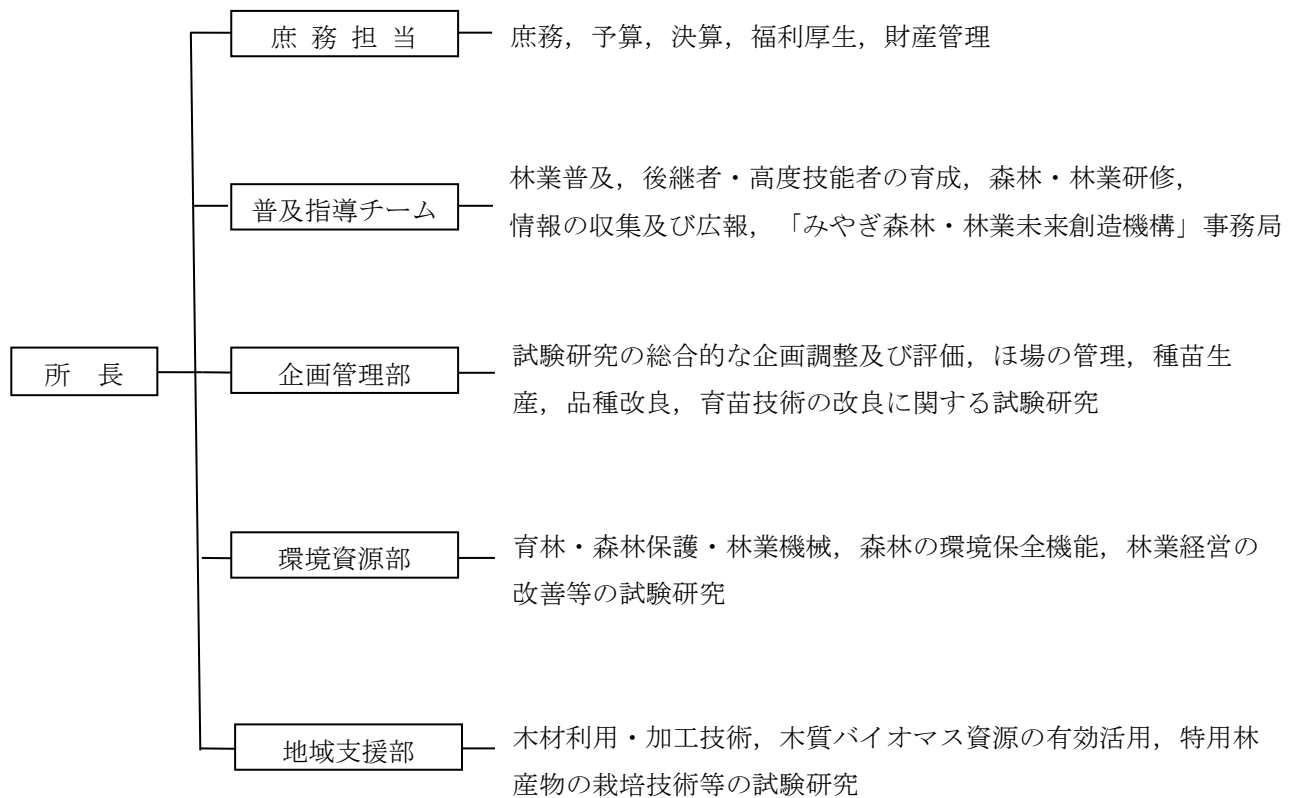 庶 務 担 当
庶務，予算，決算，福利厚生，財産管理
普及指導チーム
林業普及，後継者・高度技能者の育成，森林・林業研修，
情報の収集及び広報，「みやぎ森林・林業未来創造機構」事務局
所　長
企画管理部
試験研究の総合的な企画調整及び評価，ほ場の管理，種苗生
産，品種改良，育苗技術の改良に関する試験研究
環境資源部
育林・森林保護・林業機械，森林の環境保全機能，林業経営の
改善等の試験研究
地域支援部
木材利用・加工技術，木質バイオマス資源の有効活用，特用林
産物の栽培技術等の試験研究